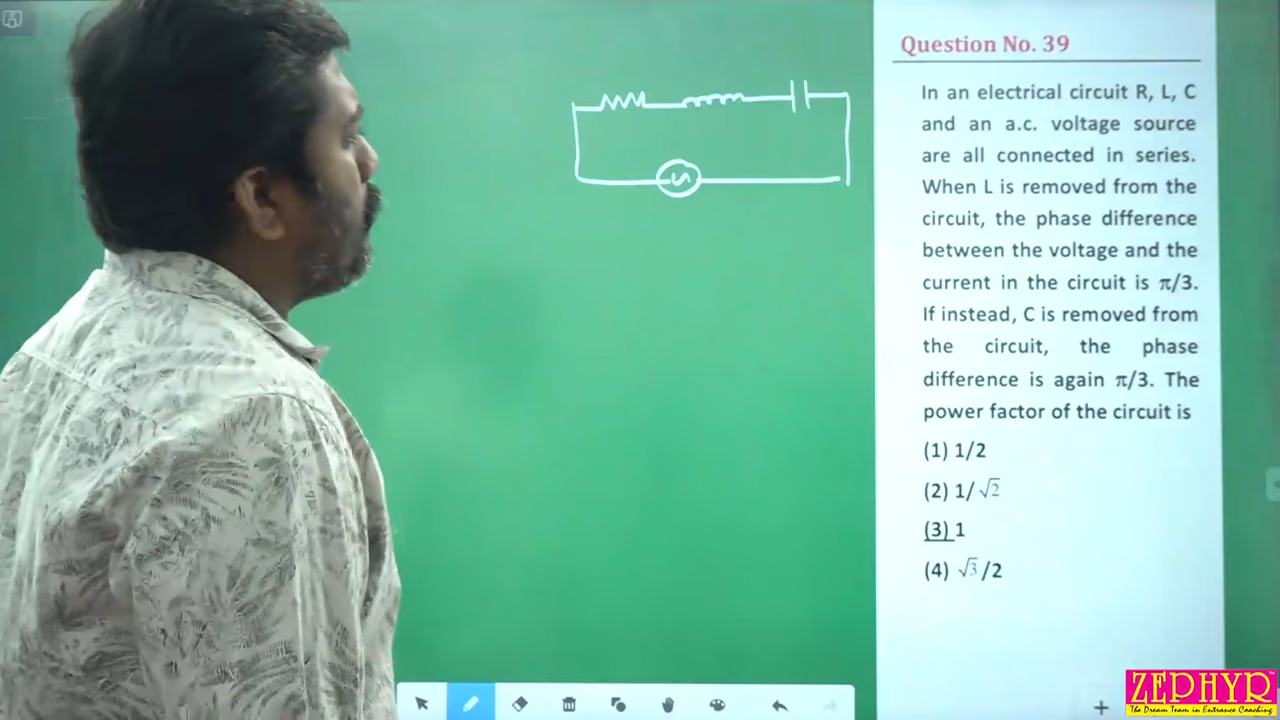 Question No. 39
In an electrical circuit R, L, C
and an a.c. voltage source
are all connected in series.
When L is removed from the
circuit, the phase difference
between the voltage and the
current in the circuit is π/3.
If instead, C is removed from
the circuit, the phase
difference is again π/3. The
power factor of the circuit is
(1) 1/2
(2) 1/√2
(3) 1
(4) √3/2
ZEPHYR
The Dream Team in Entrance Coaching